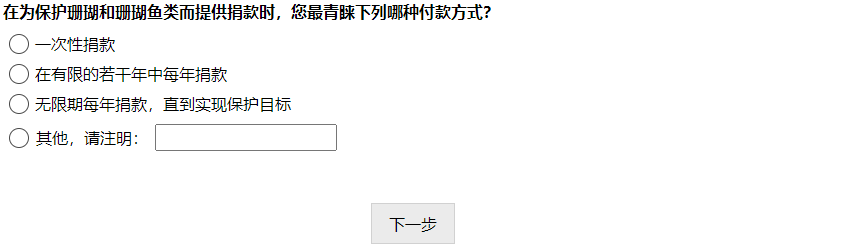 在为保护珊瑚和珊瑚鱼类而提供捐款时，您最青睐下列哪种付款方式？
一次性捐款
在有限的若干年中每年捐款
无限期每年捐款，直到实现保护目标
其他，请注明：
下一步